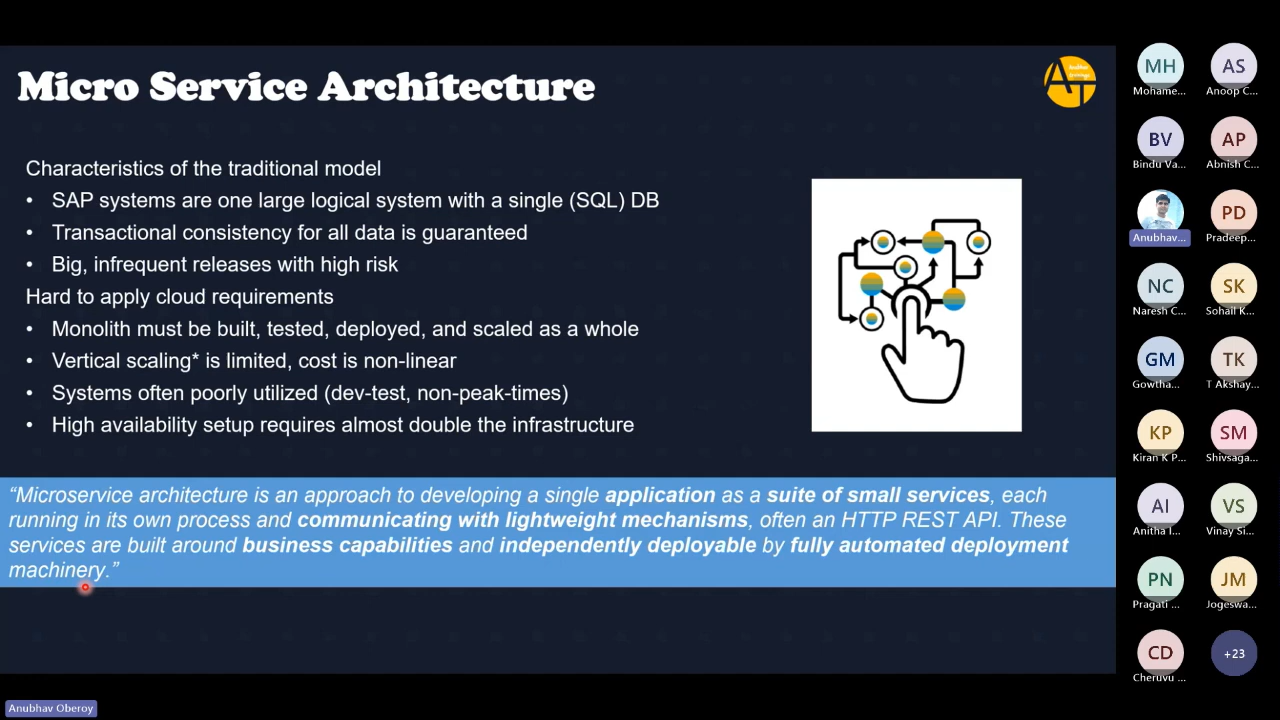 Micro Service Architecture
Characteristics of the traditional model
• SAP systems are one large logical system with a single (SQL) DB
• Transactional consistency for all data is guaranteed
• Big, infrequent releases with high risk
Hard to apply cloud requirements
• Monolith must be built, tested, deployed, and scaled as a whole
• Vertical scaling* is limited, cost is non-linear
• Systems often poorly utilized (dev-test, non-peak-times)
• High availability setup requires almost double the infrastructure
“Microservice architecture is an approach to developing a single application as a suite of small services, each
running in its own process and communicating with lightweight mechanisms, often an HTTP REST API. These
services are built around business capabilities and independently deployable by fully automated deployment
machinery.”
AT
MH
Mohame...
AS
Anoop C...
BV
Bindu Va...
AP
Abnish C...
Anubhav...
PD
Pradeep...
NC
Naresh C...
SK
Sohail K...
GM
Gowtha...
TK
T Akshay...
KP
Kiran K P...
SM
Shivsaga...
AI
Anitha I...
VS
Vinay Si...
PN
Pragati ...
JM
Jogeswa...
CD
Cheruvu ...
+23
Anubhav Oberoy